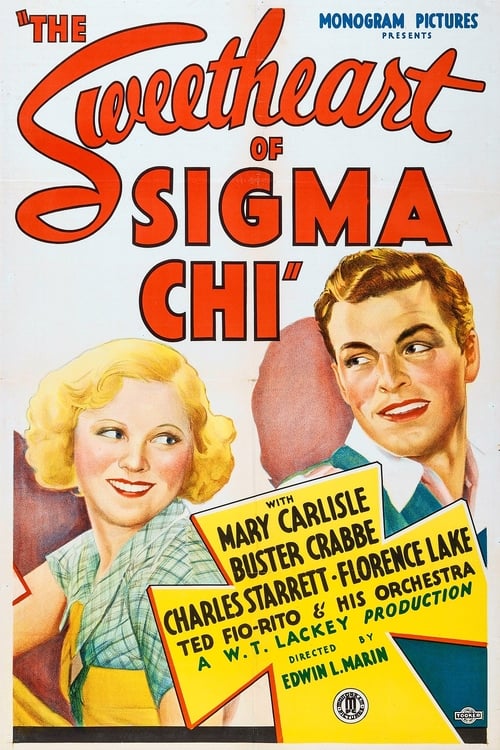 "THE
MONOGRAM PICTURES
PRESENTS
Sweetheart
OF
SIGMA
CHI"
WITH
MARY CARLISLE
BUSTER CRABBE
CHARLES STARRETT · FLORENCE LAKE
TED FIO-RITO & HIS ORCHESTRA
A W.T. LACKEY PRODUCTION
DIRECTED BY
EDWIN L. MARIN
TOOKER